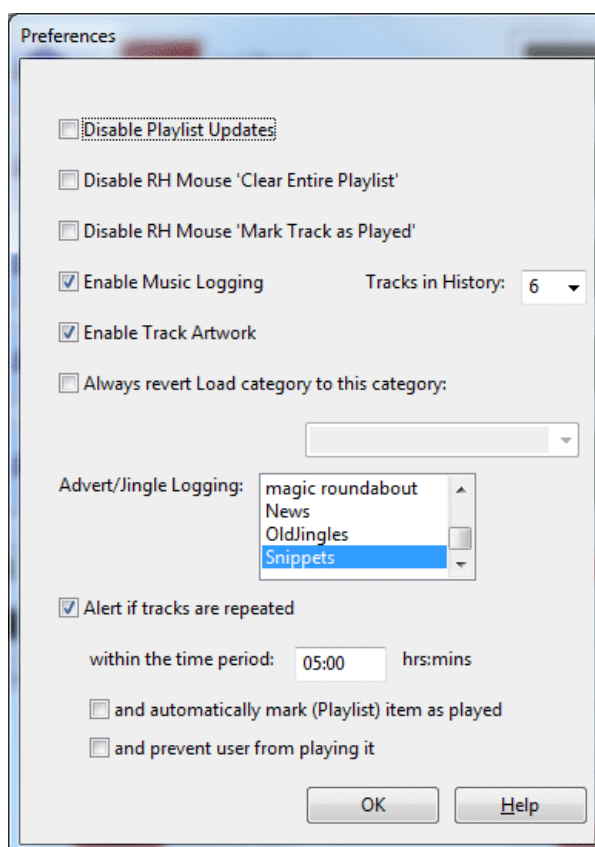 Preferences
Disable Playlist Updates
Disable RH Mouse 'Clear Entire Playlist'
Disable RH Mouse 'Mark Track as Played'
Enable Music Logging Tracks in History: 6
Enable Track Artwork
Always revert Load category to this category:
Advert/Jingle Logging: magic roundabout
News
OldJingles
Snippets
Alert if tracks are repeated
within the time period: 05:00 hrs:mins
and automatically mark (Playlist) item as played
and prevent user from playing it
OK Help